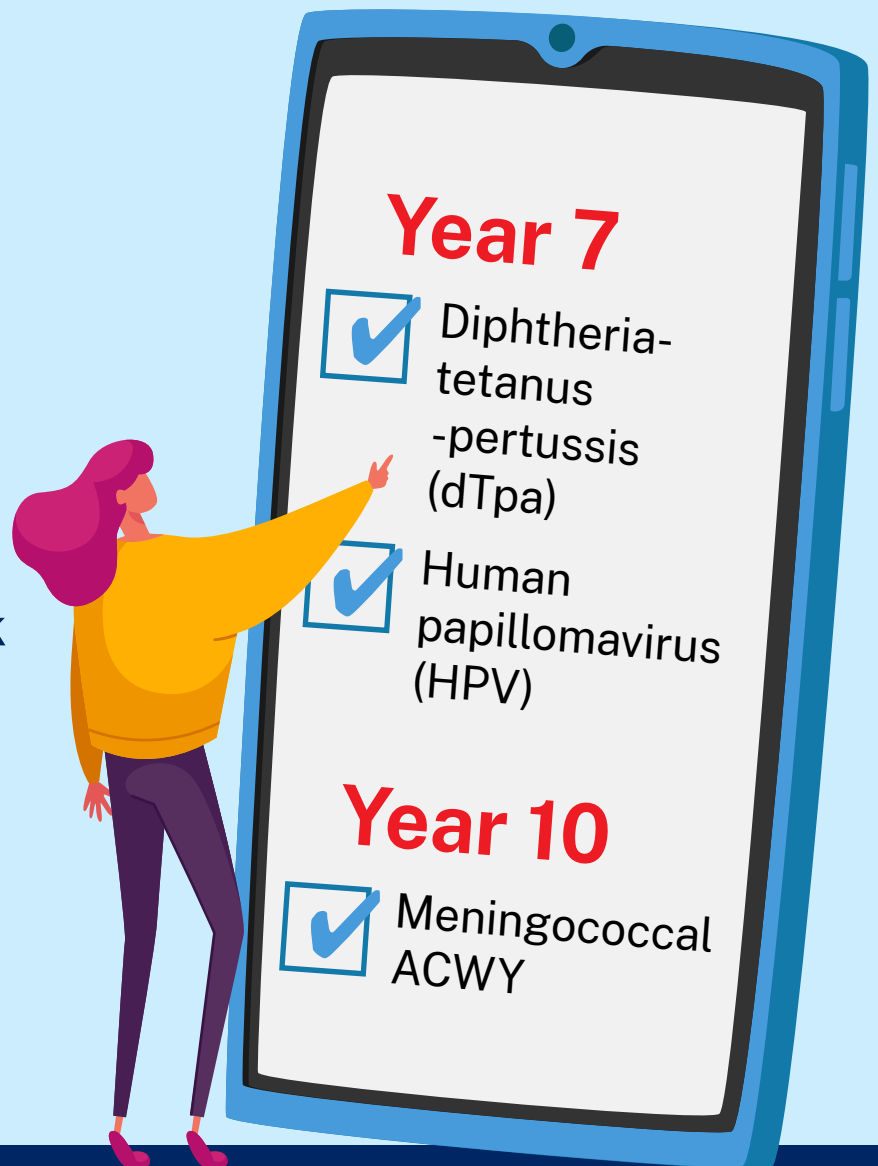 Year 7
Diphtheria-
tetanus
-pertussis
(dTpa)
Human
papillomavirus
(HPV)
Year 10
Meningococcal
ACWY